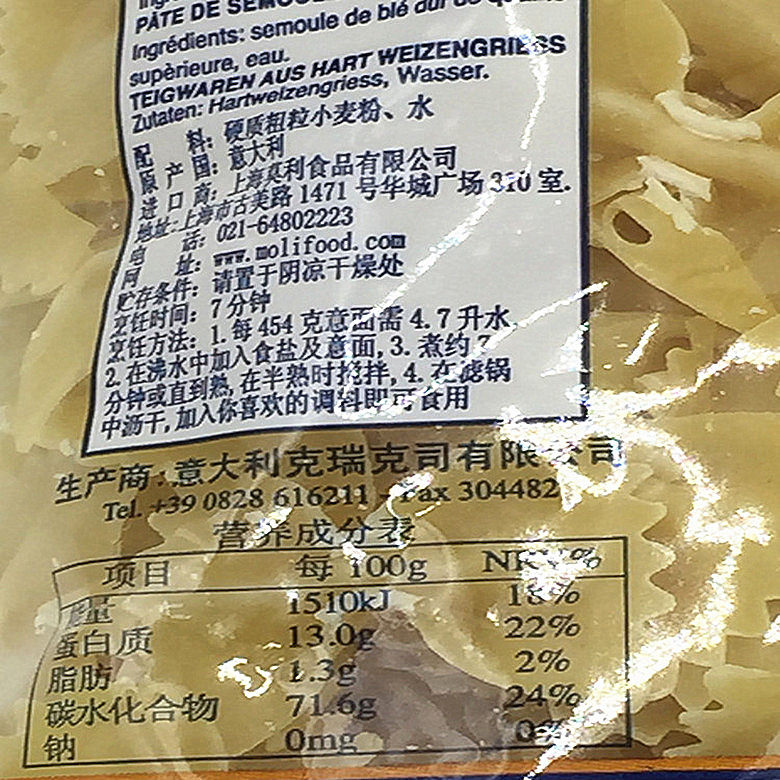 PÂTE DE
Ingrédients: semoule de blé dur de
supèrieure, eau.
TEIGWAREN AUS HART WEIZENGRIESS
Zutaten: Hartweizengriess, Wasser.
配 料: 硬质粗粒小麦粉、水
原 产 国: 意大利
进 口 商: 上海莫利食品有限公司
地址: 上海市古美路 1471 号华城广场 310 室.
电 话: 021-64802223
网 址: www.molifood.com
贮存条件: 请置于阴凉干燥处
烹饪时间: 7分钟
烹饪方法: 1.每 454 克意面需 4.7 升水,
2.在沸水中加入食盐及意面, 3. 煮约 7
分钟或直到熟, 在半熟时搅拌, 4. 在滤锅
中沥干, 加入你喜欢的调料即可食用
生产商: 意大利克瑞克司有限公司
Tel. +39 0828 616211 - Fax 304482
营养成分表
项目 每 100g NRV%
能量 1510kJ 18%
蛋白质 13.0g 22%
脂肪 1.3g 2%
碳水化合物 71.6g 24%
钠 0mg 0%